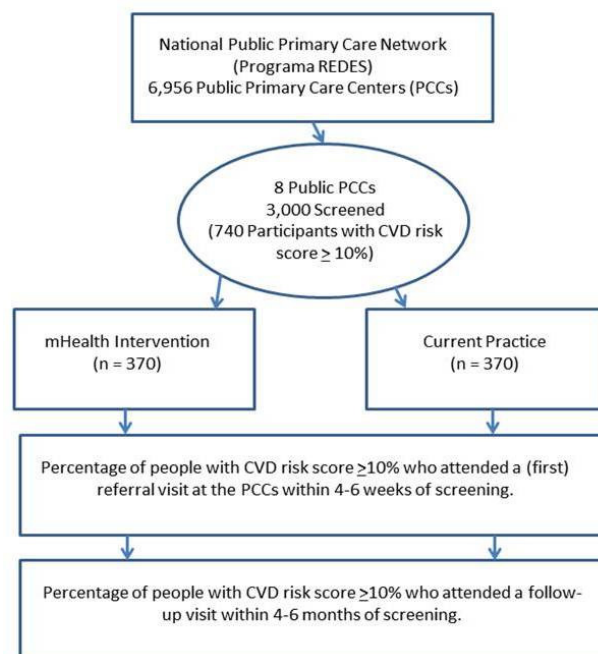 National Public Primary Care Network
(Programa REDES)
6,956 Public Primary Care Centers (PCCs)
8 Public PCCs
3,000 Screened
(740 Participants with CVD risk
score ≥ 10%)
mHealth Intervention
(n = 370)
Current Practice
(n = 370)
Percentage of people with CVD risk score ≥10% who attended a (first)
referral visit at the PCCs within 4-6 weeks of screening.
Percentage of people with CVD risk score ≥10% who attended a follow-
up visit within 4-6 months of screening.